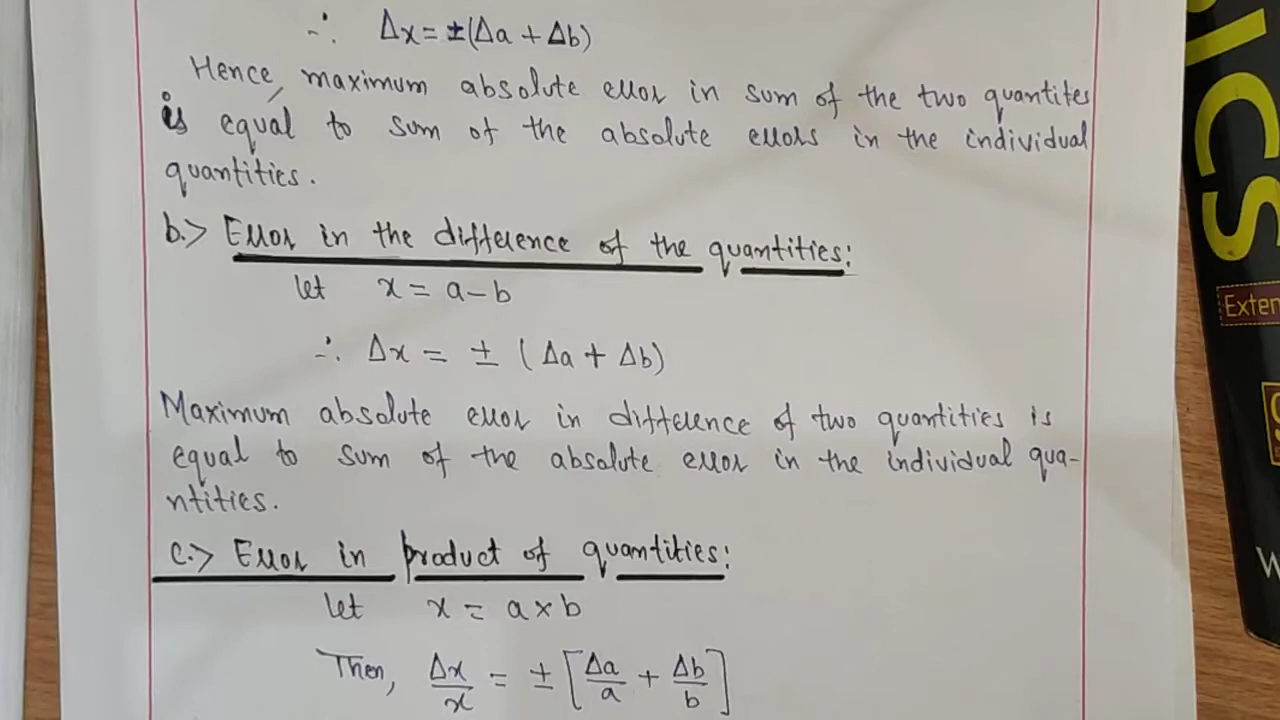 ∴ Δx = ±(Δa + Δb)
Hence, maximum absolute error in sum of the two quantites
is equal to sum of the absolute errors in the individual
quantities.
b.> Error in the difference of the quantities:
let x = a - b
∴ Δx = ± (Δa + Δb)
Maximum absolute error in difference of two quantities is
equal to sum of the absolute error in the individual qua-
ntities.
c.> Error in product of quantities:
let x = a × b
Then, Δx/x = ± [Δa/a + Δb/b]
ICS
Exten